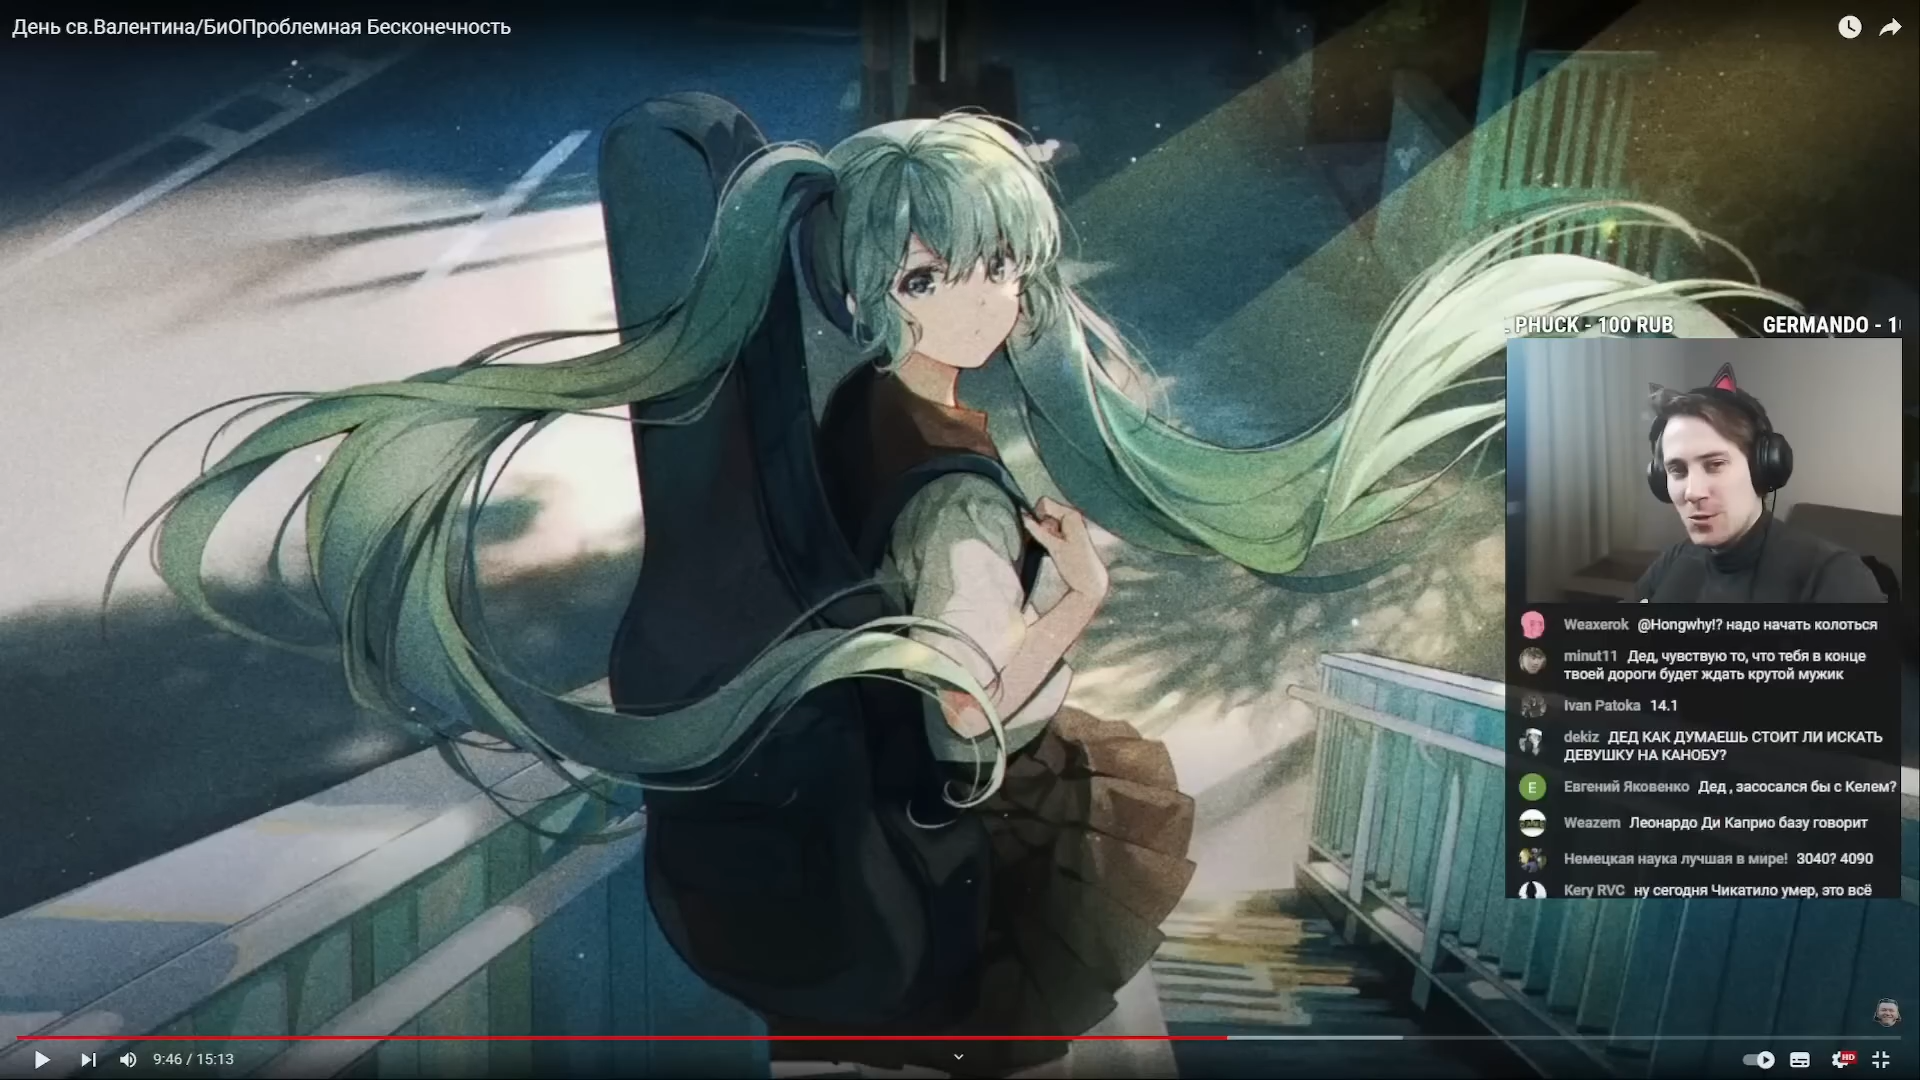 День св.Валентина/БиОПроблемная Бесконечность
PHUCK - 100 RUB GERMANDO - 1
Weaxerok @Hongwhy!? надо начать колоться
minut11 Дед, чувствую то, что тебя в конце
твоей дороги будет ждать крутой мужик
Ivan Patoka 14.1
dekiz ДЕД КАК ДУМАЕШЬ СТОИТ ЛИ ИСКАТЬ
ДЕВУШКУ НА КАНОБУ?
E Евгений Яковенко Дед , засосался бы с Келем?
Weazem Леонардо Ди Каприо базу говорит
Немецкая наука лучшая в мире! 3040? 4090
Kery RVC ну сегодня Чикатило умер, это всё
9:46 / 15:13
HD